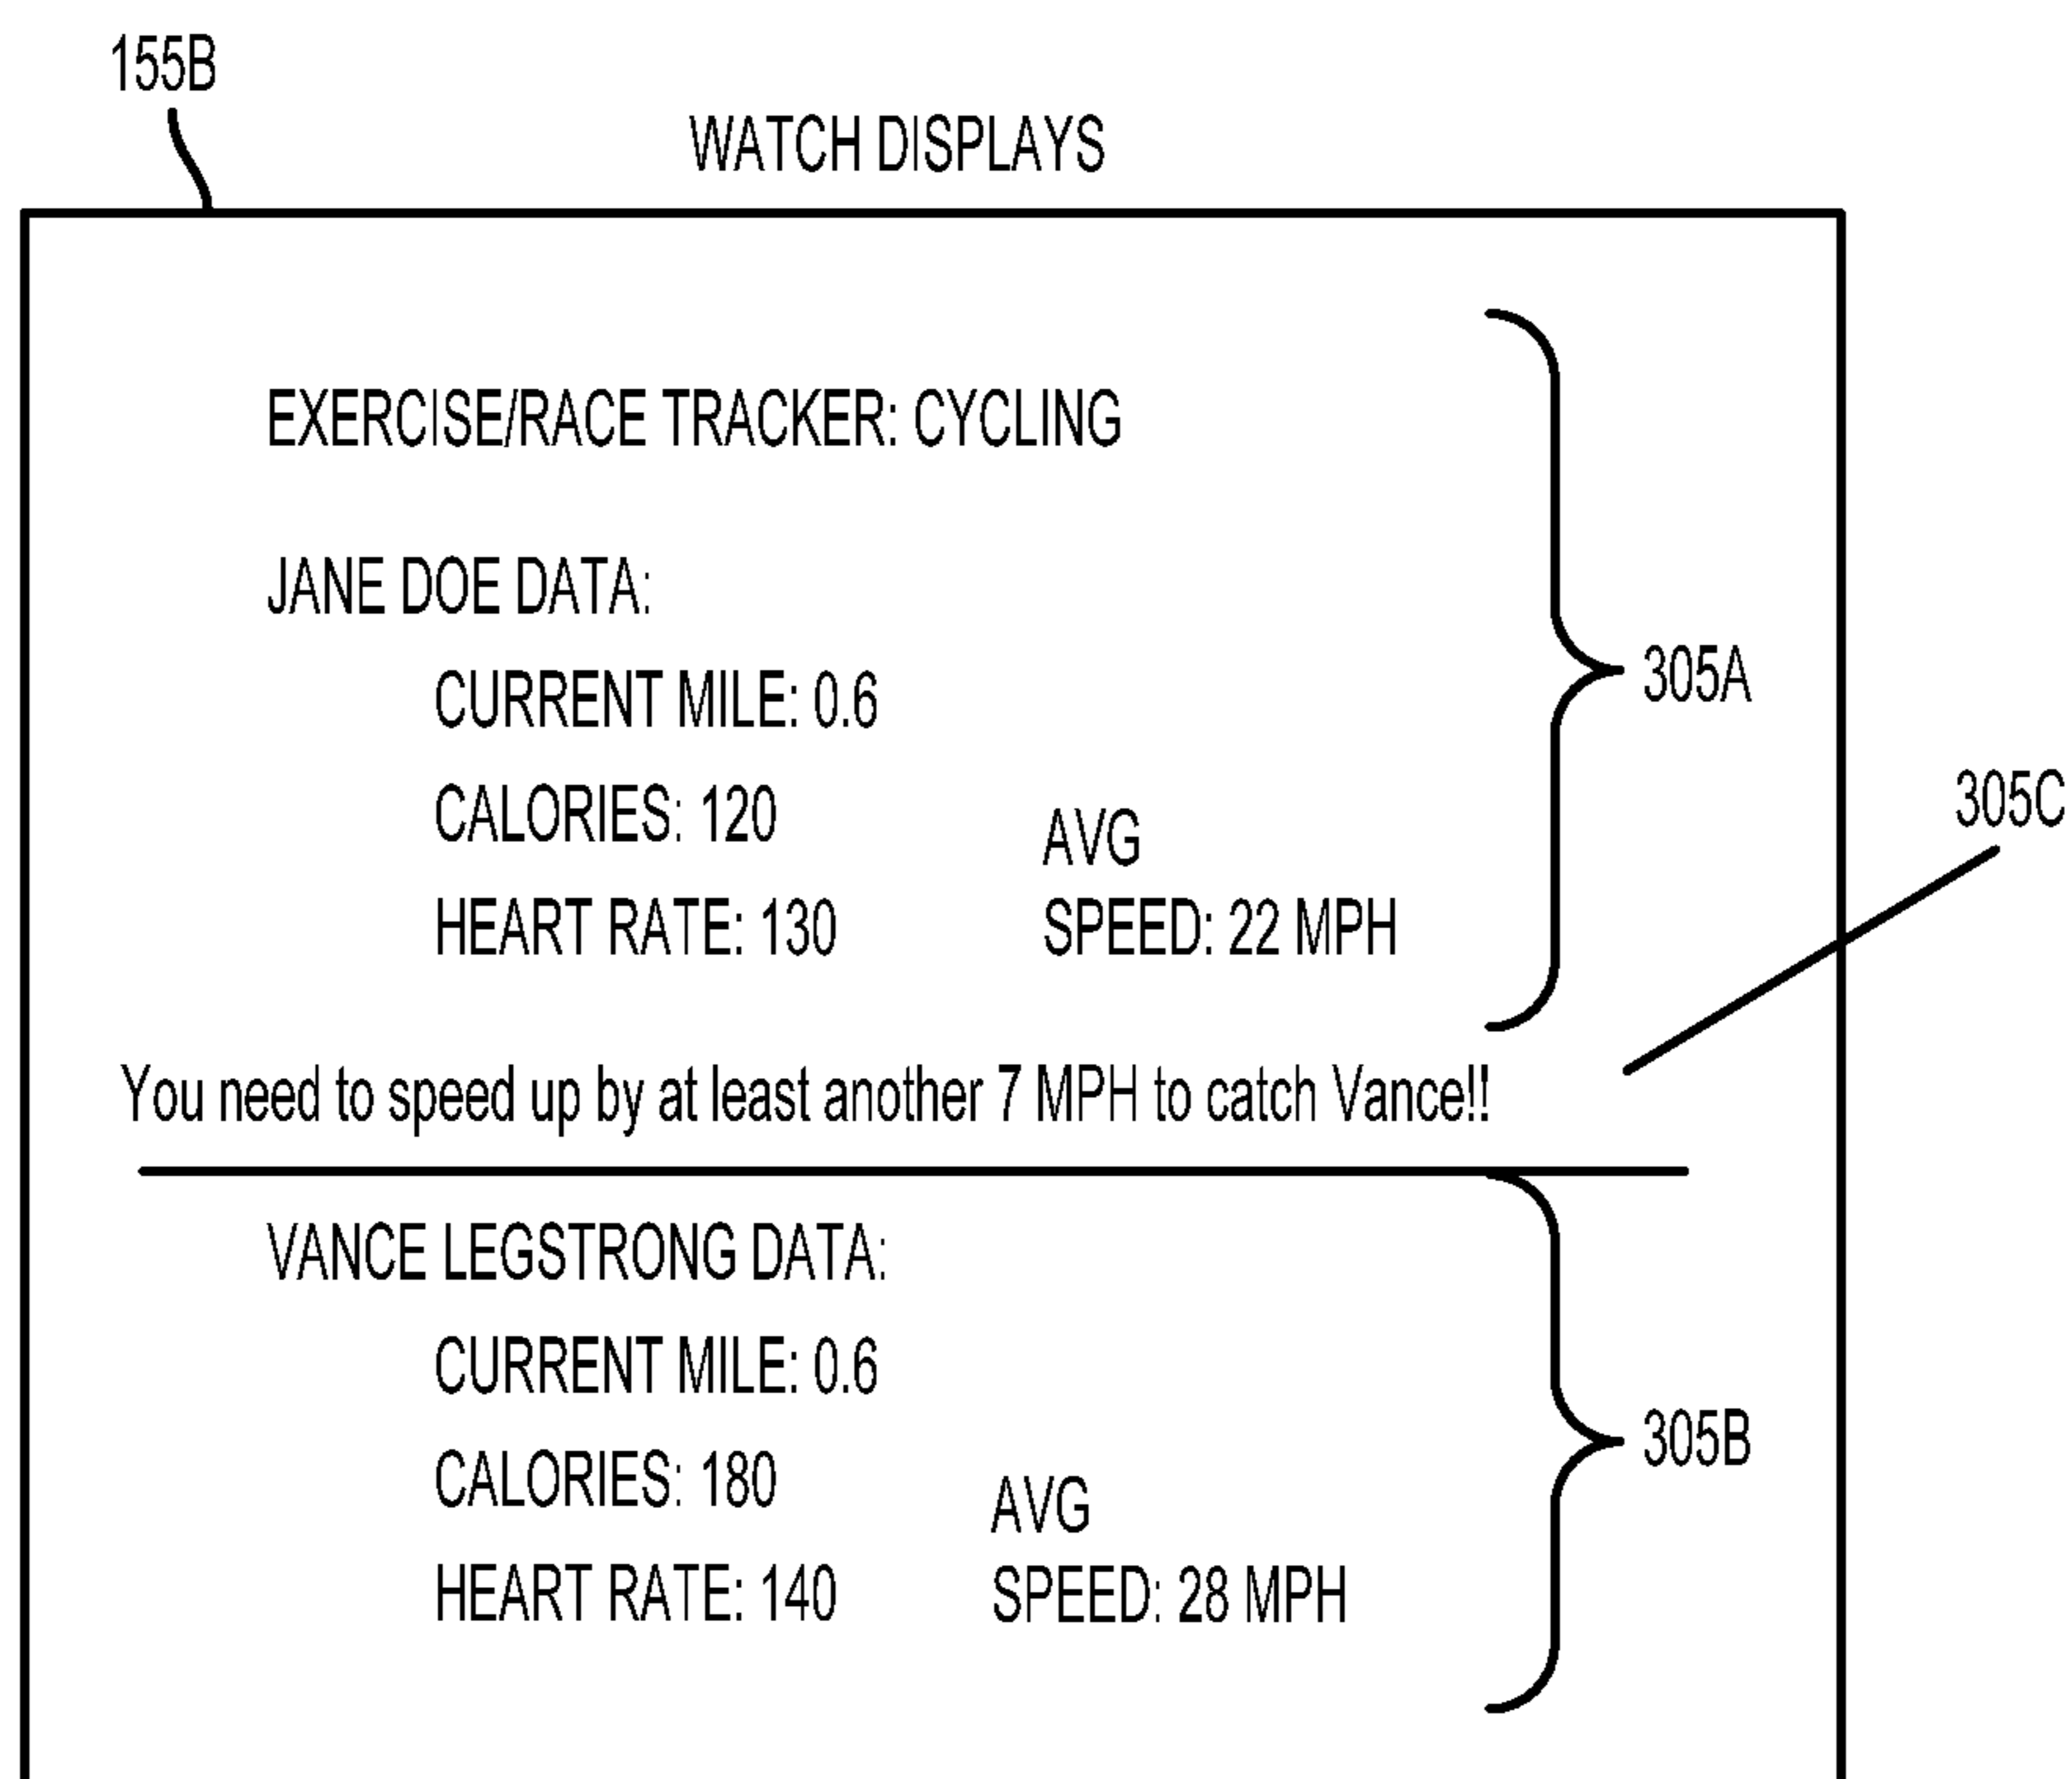 155B
WATCH DISPLAYS
EXERCISE/RACE TRACKER: CYCLING
JANE DOE DATA:
CURRENT MILE: 0.6
305A
305C
CALORIES: 120
AVG
HEART RATE: 130
SPEED: 22 MPH
You need to speed up by at least another 7 MPH to catch Vance!!
VANCE LEGSTRONG DATA:
CURRENT MILE: 0.6
305B
CALORIES: 180
AVG
HEART RATE: 140
SPEED: 28 MPH